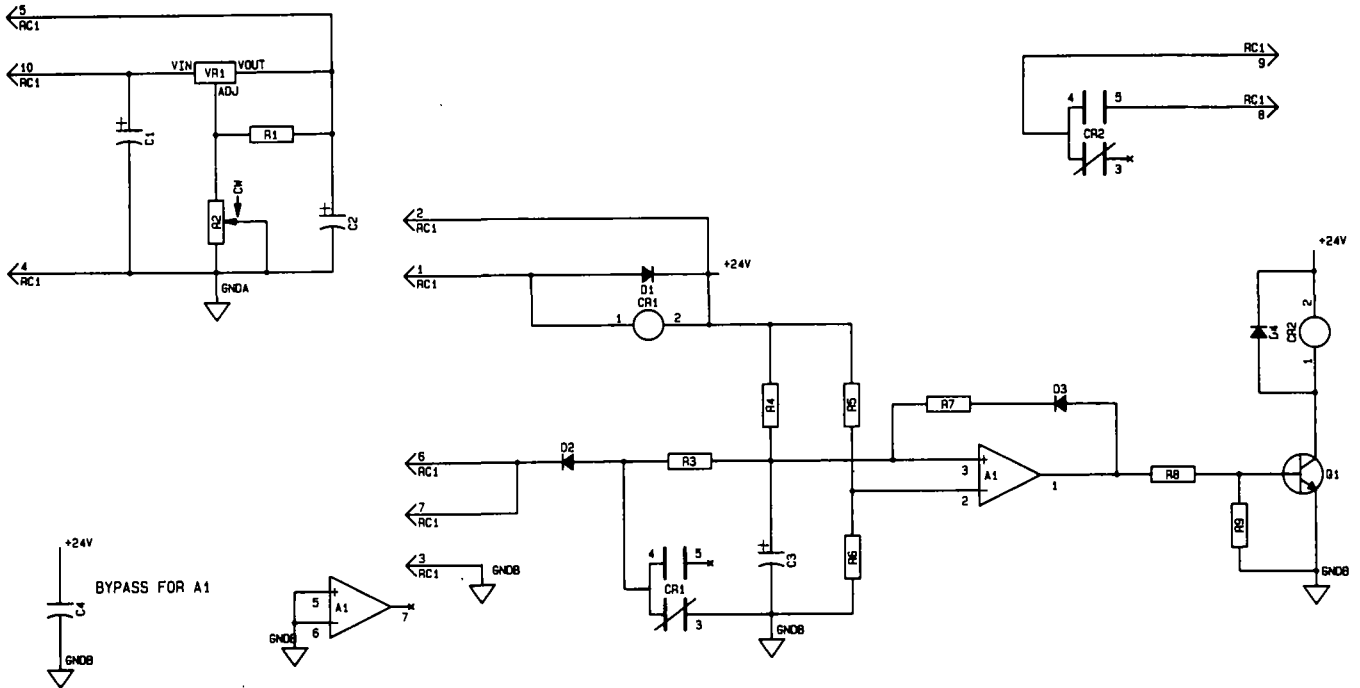 5
RC1
10
RC1
VIN VR1 VOUT
ADJ
C1
R1
CW
R2
C2
4
RC1
GNDA
RC1
9
4 5
RC1
8
CR2
3
2
RC1
1
RC1
+24V
D1
CR1
1 2
+24V
D4
2
CR2
1
R4
R5
R7
D3
6
RC1
D2
R3
3
+
A1
2
-
1
R8
Q1
7
RC1
R9
R6
3
RC1
GNDB
4 5
CR1
3
C3
GNDB
GNDB
+24V
C4
GNDB
BYPASS FOR A1
5
+
A1
6
-
7
GNDB